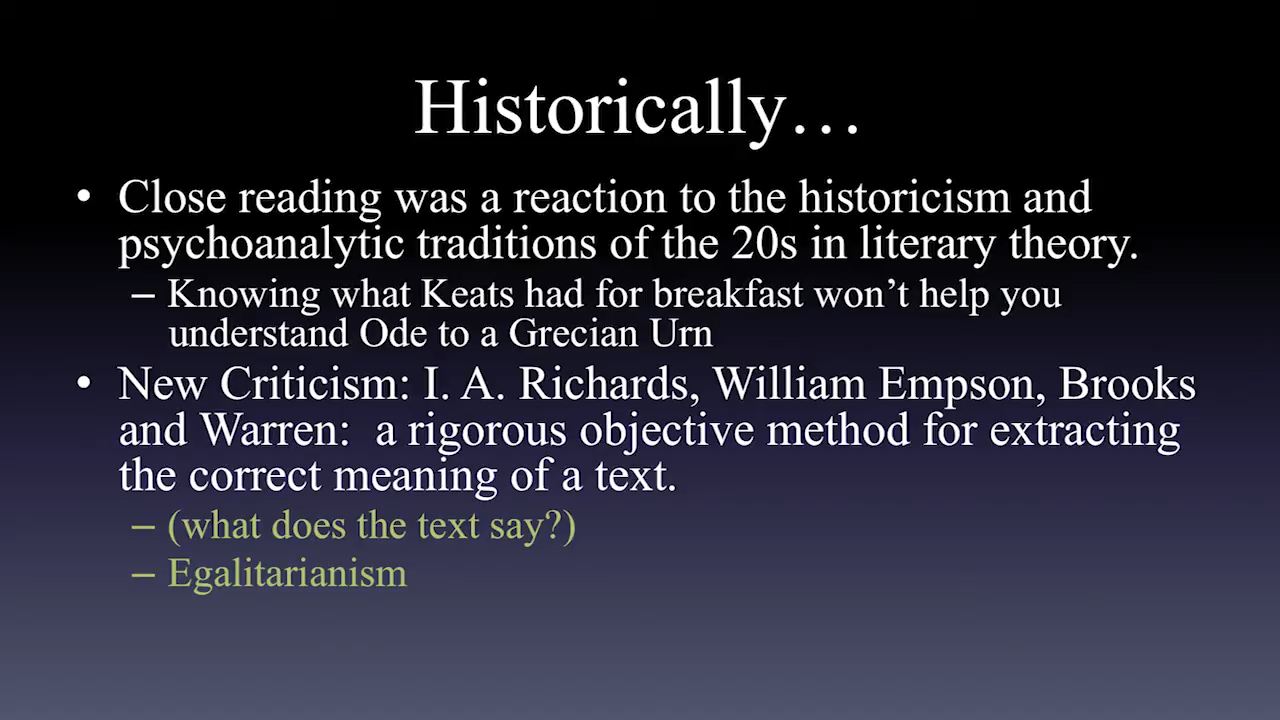 Historically…
• Close reading was a reaction to the historicism and
psychoanalytic traditions of the 20s in literary theory.
– Knowing what Keats had for breakfast won’t help you
understand Ode to a Grecian Urn
• New Criticism: I. A. Richards, William Empson, Brooks
and Warren:  a rigorous objective method for extracting
the correct meaning of a text.
– (what does the text say?)
– Egalitarianism